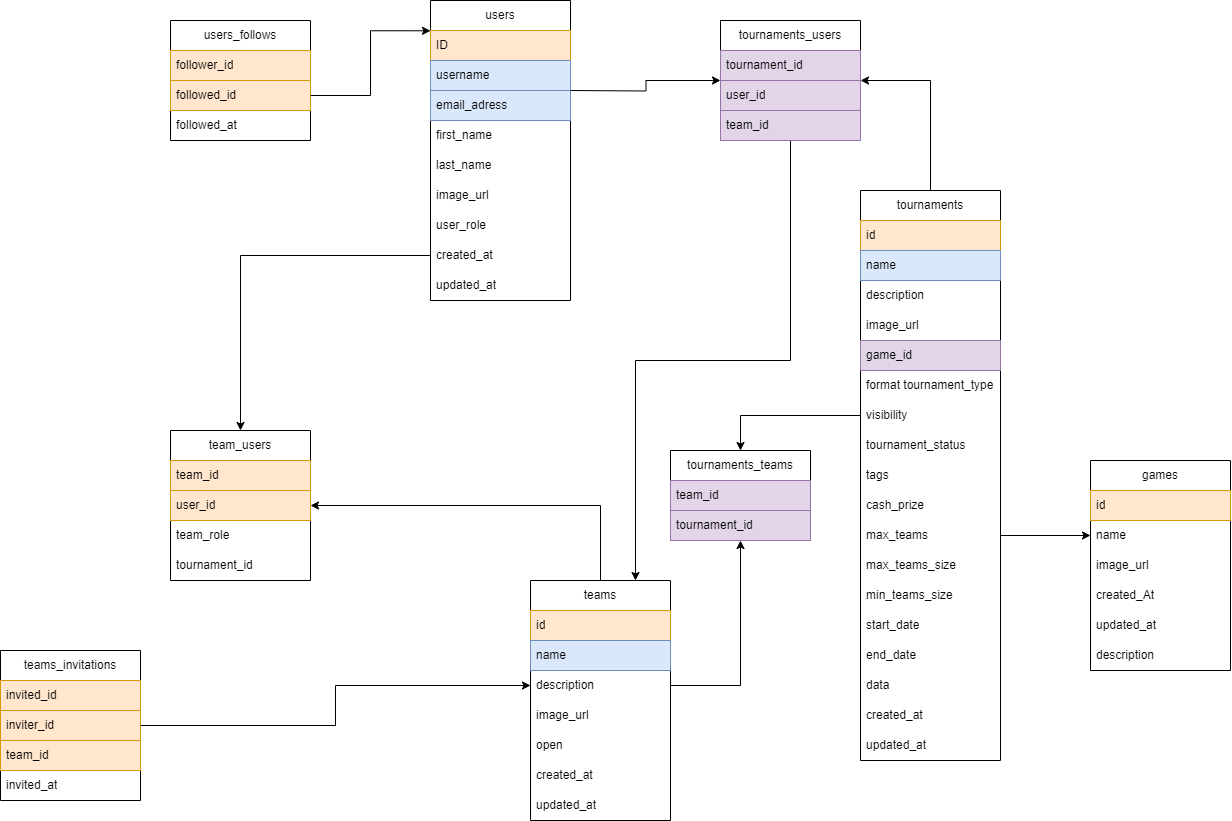 users_follows
follower_id
followed_id
followed_at
users
ID
username
email_adress
first_name
last_name
image_url
user_role
created_at
updated_at
tournaments_users
tournament_id
user_id
team_id
tournaments
id
name
description
image_url
game_id
format tournament_type
visibility
tournament_status
tags
cash_prize
max_teams
max_teams_size
min_teams_size
start_date
end_date
data
created_at
updated_at
team_users
team_id
user_id
team_role
tournament_id
tournaments_teams
team_id
tournament_id
games
id
name
image_url
created_At
updated_at
description
teams
id
name
description
image_url
open
created_at
updated_at
teams_invitations
invited_id
inviter_id
team_id
invited_at